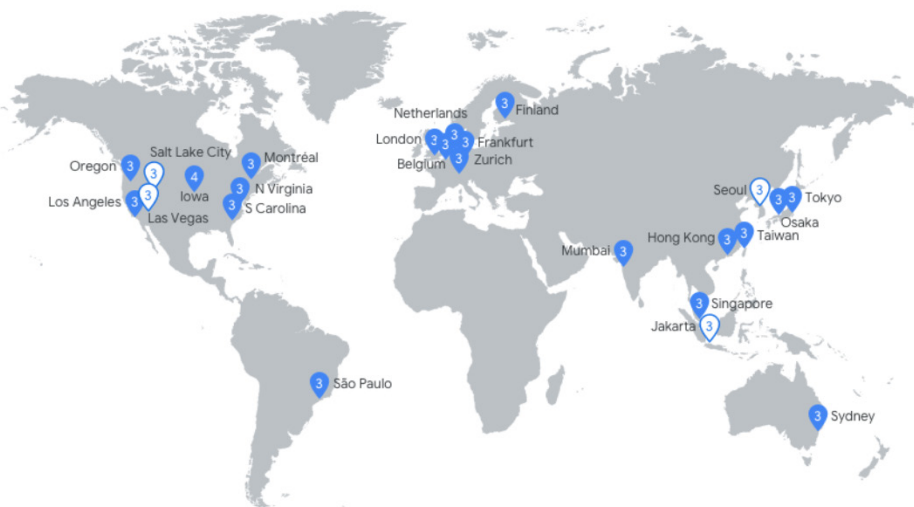 Netherlands
3 Finland
London 3 3 3 3 Frankfurt
Belgium 3 Zurich
Salt Lake City
3 Montréal
Oregon 3 3
4
Iowa
3 N Virginia
Los Angeles 3 3
3 S Carolina
Las Vegas
Seoul 3
3 3 Tokyo
Osaka
Hong Kong 3 3 Taiwan
Mumbai 3
3 Singapore
Jakarta 3
3 São Paulo
3 Sydney